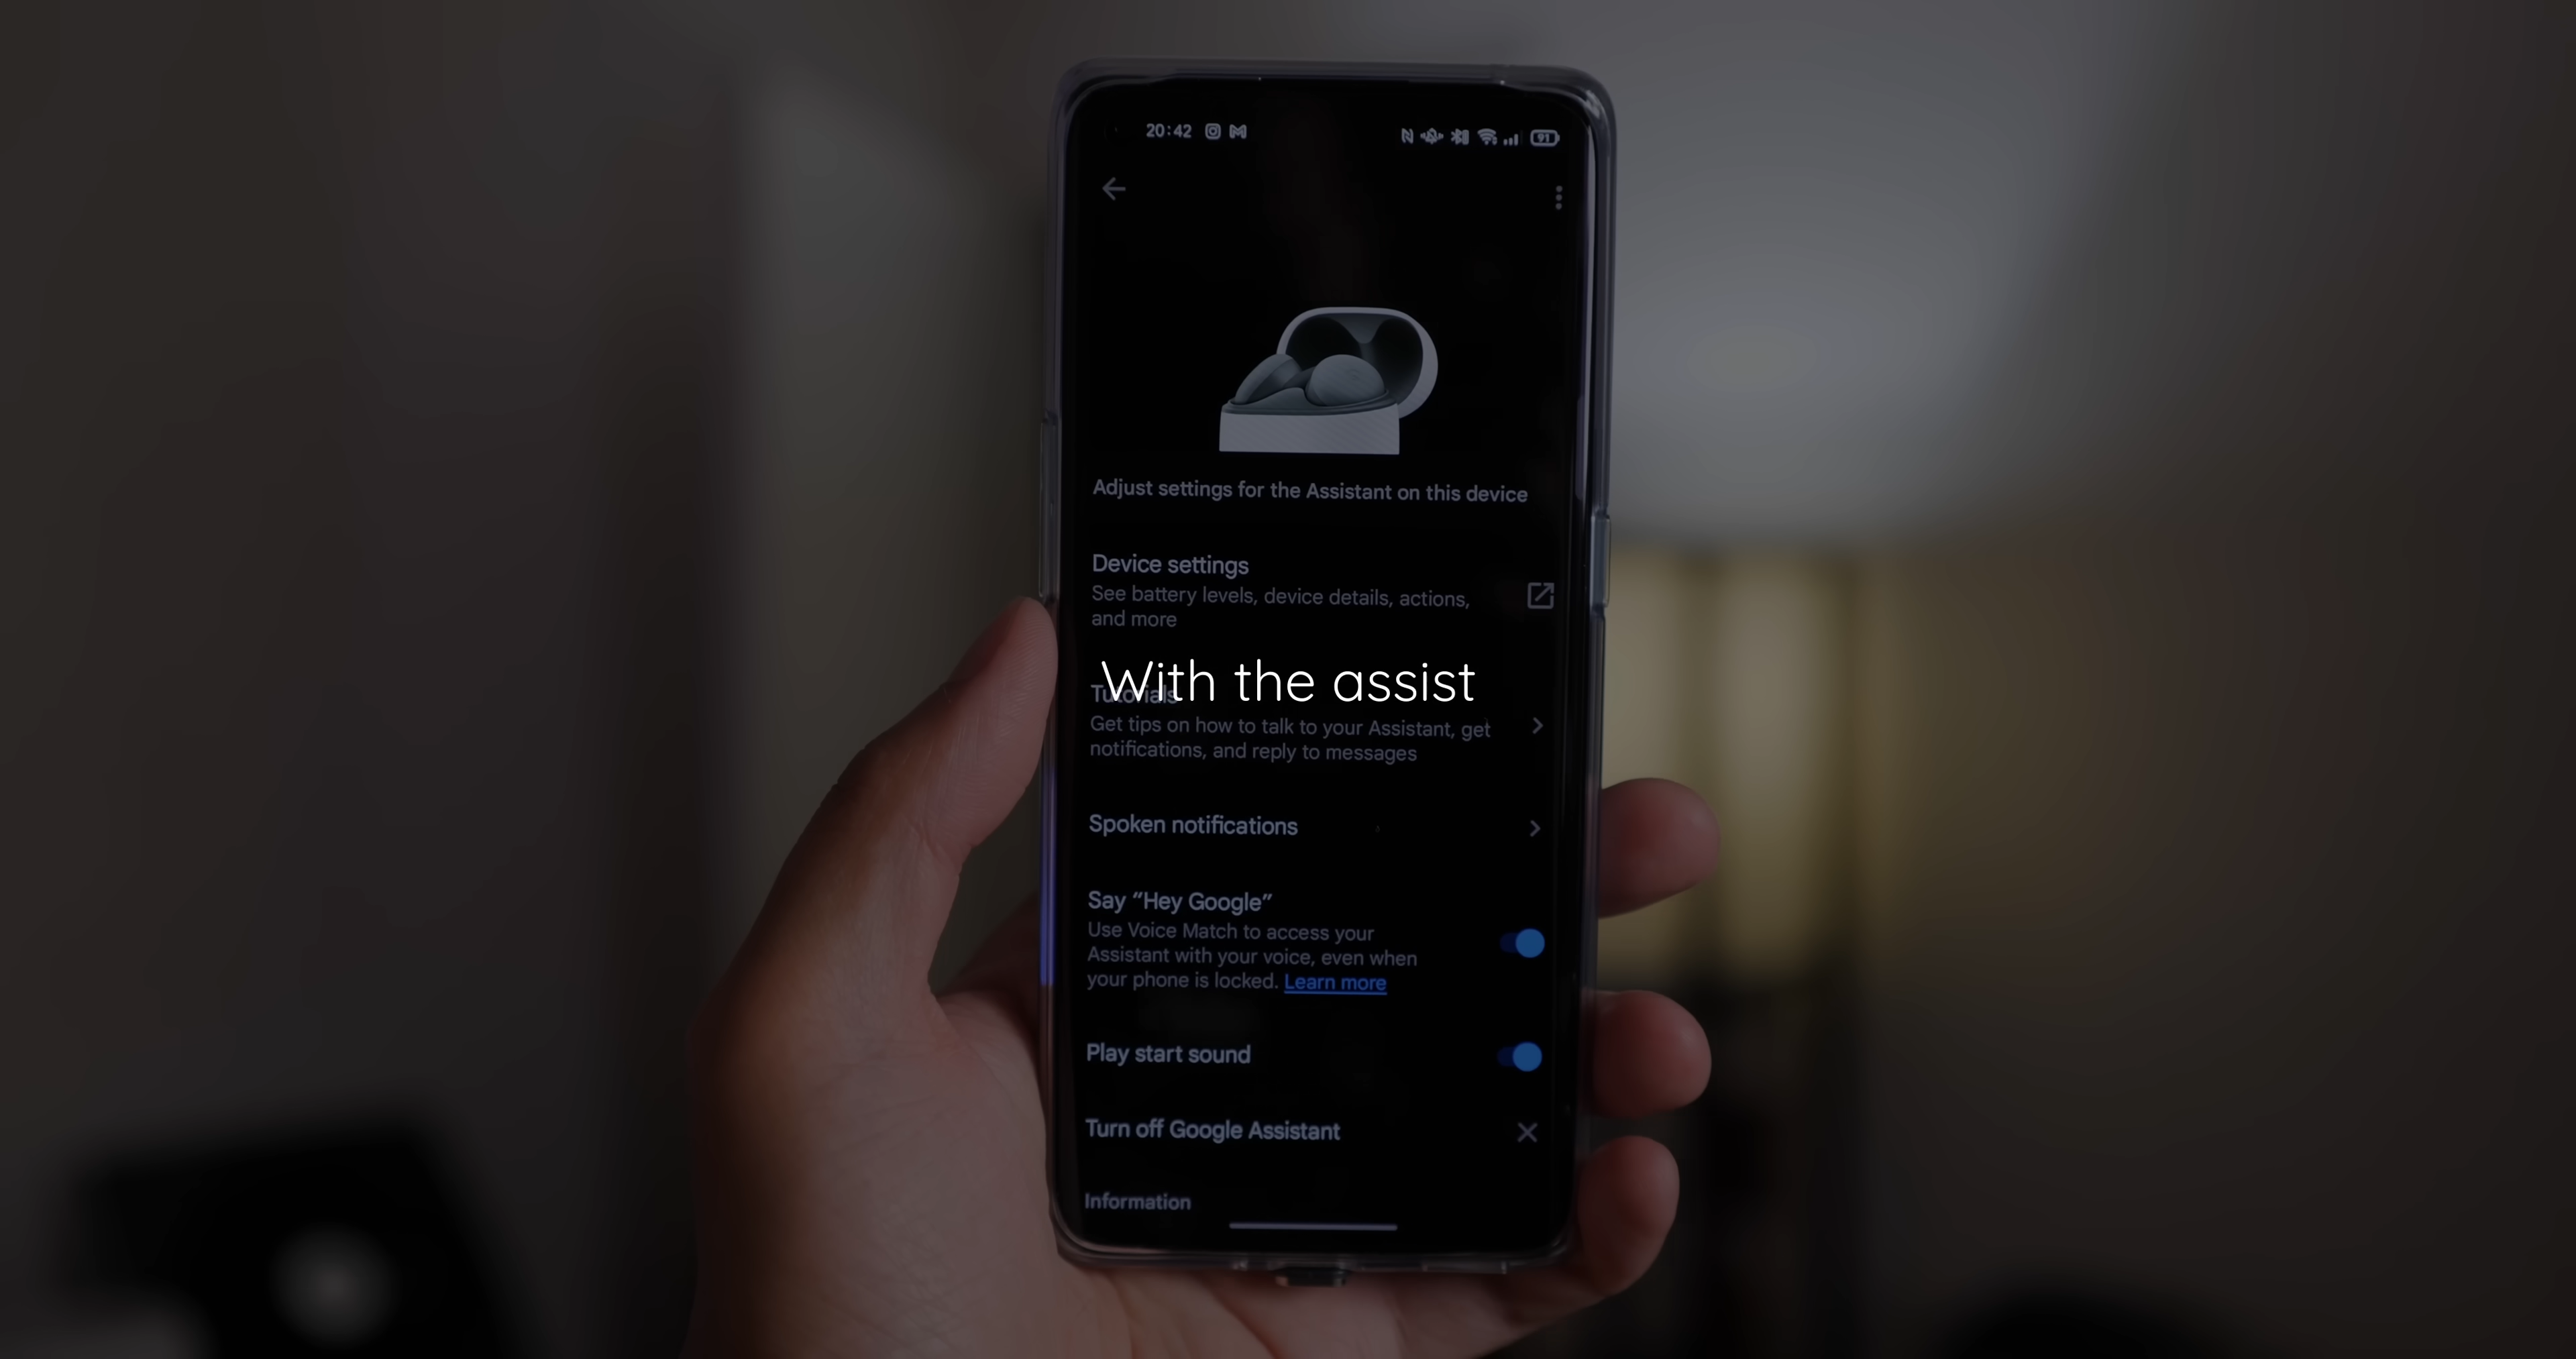 20:42
91
Adjust settings for the Assistant on this device
Device settings
See battery levels, device details, actions,
and more
With the assist
Tutorials
Get tips on how to talk to your Assistant, get
notifications, and reply to messages
Spoken notifications
Say “Hey Google”
Use Voice Match to access your
Assistant with your voice, even when
your phone is locked. Learn more
Play start sound
Turn off Google Assistant
Information